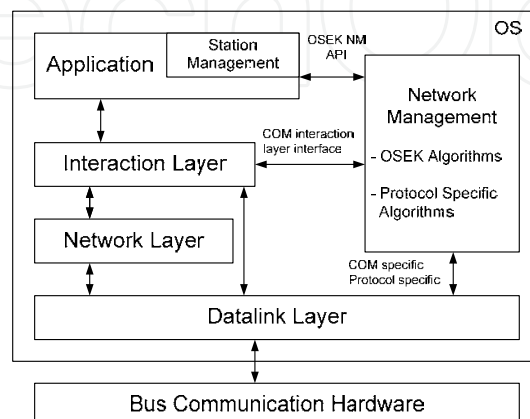 OS
Station
Management
Application
OSEK NM
API
Network
Management
- OSEK Algorithms
- Protocol Specific
Algorithms
COM interaction
layer interface
Interaction Layer
Network Layer
COM specific
Protocol specific
Datalink Layer
Bus Communication Hardware